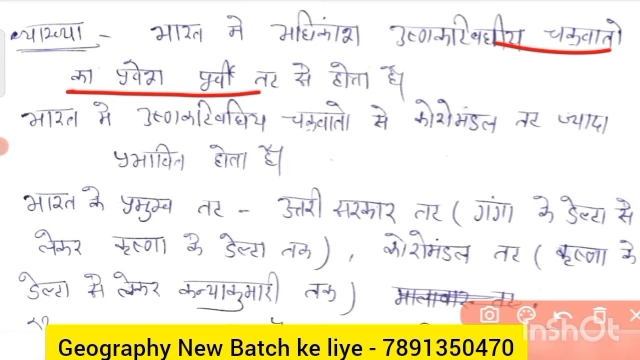 व्याख्या - भारत मे अधिकांश उष्णकटिबंधीय चक्रवातो
का प्रवेश पूर्वी तट से होता है।
भारत मे उष्णकटिबंधिय चक्रवातो से कोरोमंडल तट ज्यादा
प्रभावित होता है।
भारत के प्रमुख तट - उत्तरी सरकार तट ( गंगा के डेल्टा से
लेकर कृष्णा के डेल्टा तक ) , कोरोमंडल तट ( कृष्णा के
डेल्टा से लेकर कन्याकुमारी तक ) मालाबार तट,
InShot
Geography New Batch ke liye - 7891350470